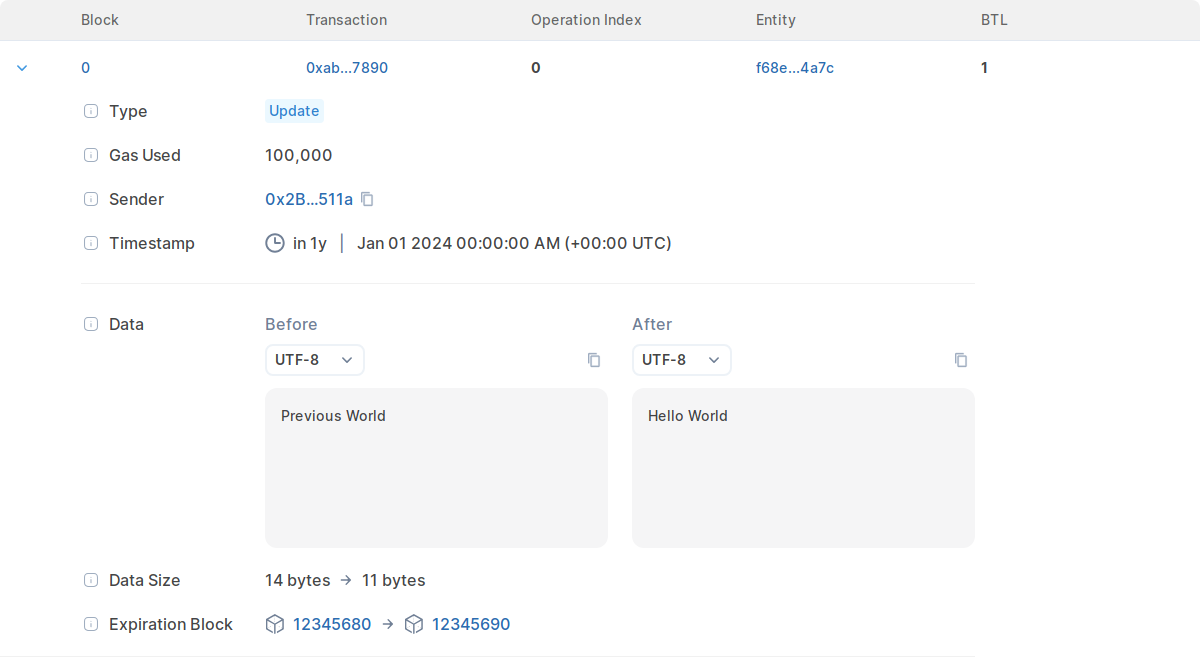 Block Transaction Operation Index Entity BTL
0 0xab...7890 0 f68e...4a7c 1
Type Update
Gas Used 100,000
Sender 0x2B...511a
Timestamp in 1y | Jan 01 2024 00:00:00 AM (+00:00 UTC)
Data Before After
UTF-8 UTF-8
Previous World Hello World
Data Size 14 bytes → 11 bytes
Expiration Block 12345680 → 12345690